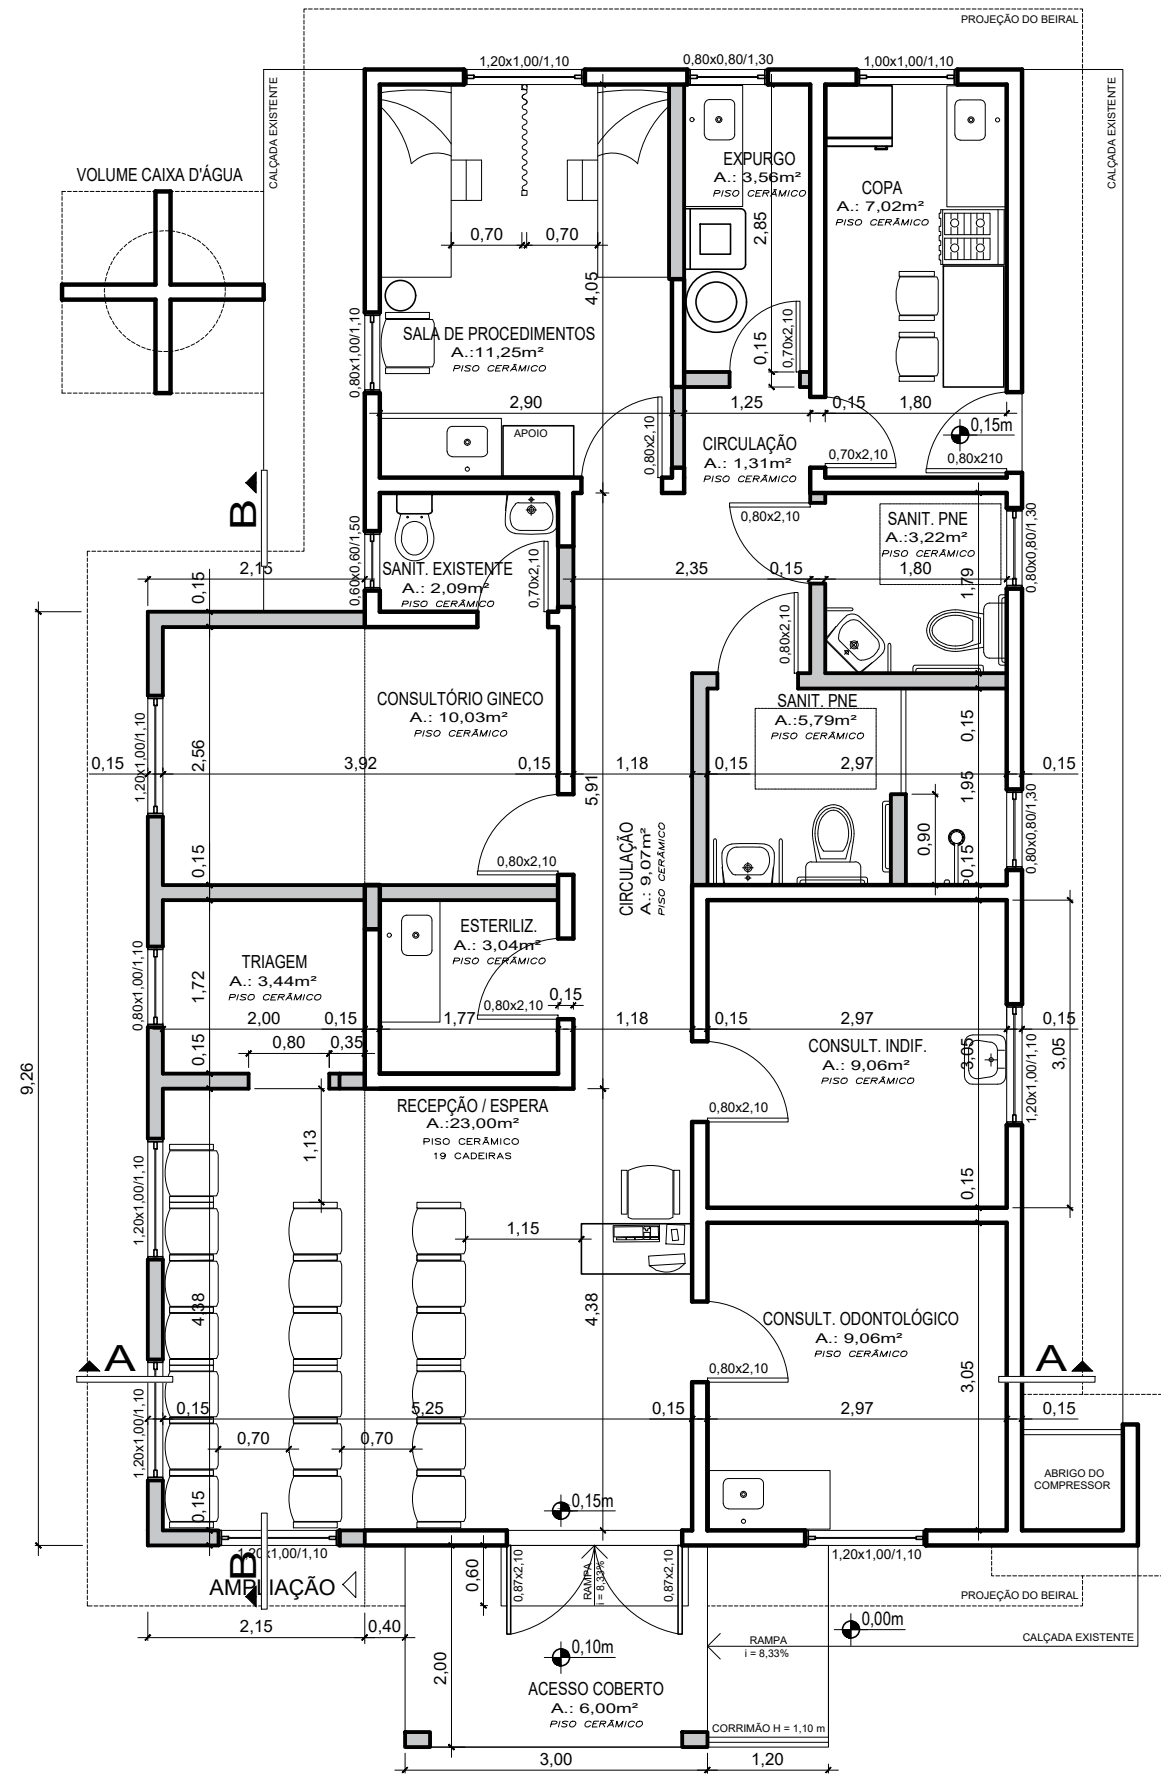 PROJEÇÃO DO BEIRAL
1,20x1,00/1,10
0,80x0,80/1,30
1,00x1,00/1,10
CALÇADA EXISTENTE
CALÇADA EXISTENTE
VOLUME CAIXA D'ÁGUA
EXPURGO
A.: 3,56m²
PISO CERÂMICO
COPA
A.: 7,02m²
PISO CERÂMICO
0,70
0,70
2,85
4,05
SALA DE PROCEDIMENTOS
A.:11,25m²
PISO CERÂMICO
0,80x1,00/1,10
0,15
0,70x2,10
2,90
1,25
0,15
1,80
APOIO
0,80x2,10
CIRCULAÇÃO
A.: 1,31m²
PISO CERÂMICO
0,15m
0,70x2,10
0,80x210
B
0,80x2,10
SANIT. PNE
A.:3,22m²
PISO CERÂMICO
0,80x0,80/1,30
0,60x0,60/1,50
SANIT. EXISTENTE
A.: 2,09m²
PISO CERÂMICO
0,70x2,10
2,15
0,15
2,35
0,15
1,80
1,79
0,80x2,10
CONSULTÓRIO GINECO
A.: 10,03m²
PISO CERÂMICO
SANIT. PNE
A.:5,79m²
PISO CERÂMICO
0,15
1,20x1,00/1,10
0,15
2,56
3,92
0,15
1,18
0,15
2,97
0,15
5,91
1,95
0,80x0,80/1,30
0,90
0,15
0,15
0,80x2,10
CIRCULAÇÃO
A.: 9,07m²
PISO CERÂMICO
ESTERILIZ.
A.: 3,04m²
PISO CERÂMICO
TRIAGEM
A.: 3,44m²
PISO CERÂMICO
0,80x1,00/1,10
1,72
0,80x2,10
0,15
2,00
0,15
1,77
1,18
0,15
2,97
0,15
0,80
0,35
0,15
CONSULT. INDIF.
A.: 9,06m²
PISO CERÂMICO
3,05
3,05
1,20x1,00/1,10
9,26
RECEPÇÃO / ESPERA
A.:23,00m²
PISO CERÂMICO
19 CADEIRAS
0,80x2,10
1,13
1,20x1,00/1,10
0,15
1,15
4,38
4,38
CONSULT. ODONTOLÓGICO
A.: 9,06m²
PISO CERÂMICO
A
A
0,80x2,10
3,05
0,15
5,25
0,15
2,97
0,15
1,20x1,00/1,10
0,70
0,70
ABRIGO DO
COMPRESSOR
0,15
0,15m
1,20x1,00/1,10
1,20x1,00/1,10
B
AMPLIAÇÃO
0,60
0,87x2,10
RAMPA
i = 8,33%
0,87x2,10
PROJEÇÃO DO BEIRAL
2,15
0,40
0,00m
CALÇADA EXISTENTE
RAMPA
i = 8,33%
0,10m
2,00
ACESSO COBERTO
A.: 6,00m²
PISO CERÂMICO
CORRIMÃO H = 1,10 m
3,00
1,20